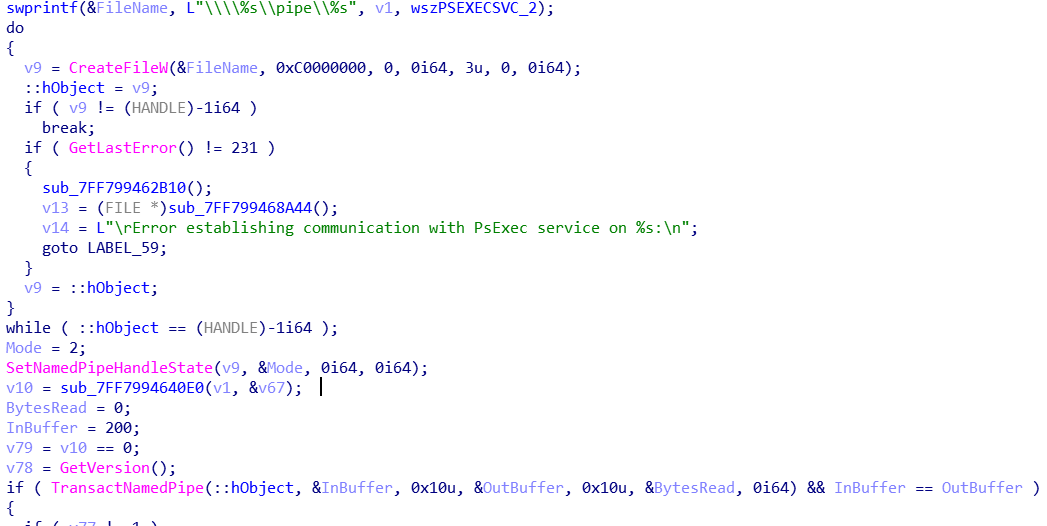 swprintf(&FileName, L"\\\\%s\\pipe\\%s", v1, wszPSEXECSVC_2);
do
{
v9 = CreateFileW(&FileName, 0xC0000000, 0, 0i64, 3u, 0, 0i64);
::hObject = v9;
if ( v9 != (HANDLE)-1i64 )
break;
if ( GetLastError() != 231 )
{
sub_7FF799462B10();
v13 = (FILE *)sub_7FF799468A44();
v14 = L"\rError establishing communication with PsExec service on %s:\n";
goto LABEL_59;
}
v9 = ::hObject;
}
while ( ::hObject == (HANDLE)-1i64 );
Mode = 2;
SetNamedPipeHandleState(v9, &Mode, 0i64, 0i64);
v10 = sub_7FF7994640E0(v1, &v67);
BytesRead = 0;
InBuffer = 200;
v79 = v10 == 0;
v78 = GetVersion();
if ( TransactNamedPipe(::hObject, &InBuffer, 0x10u, &OutBuffer, 0x10u, &BytesRead, 0i64) && InBuffer == OutBuffer )
{